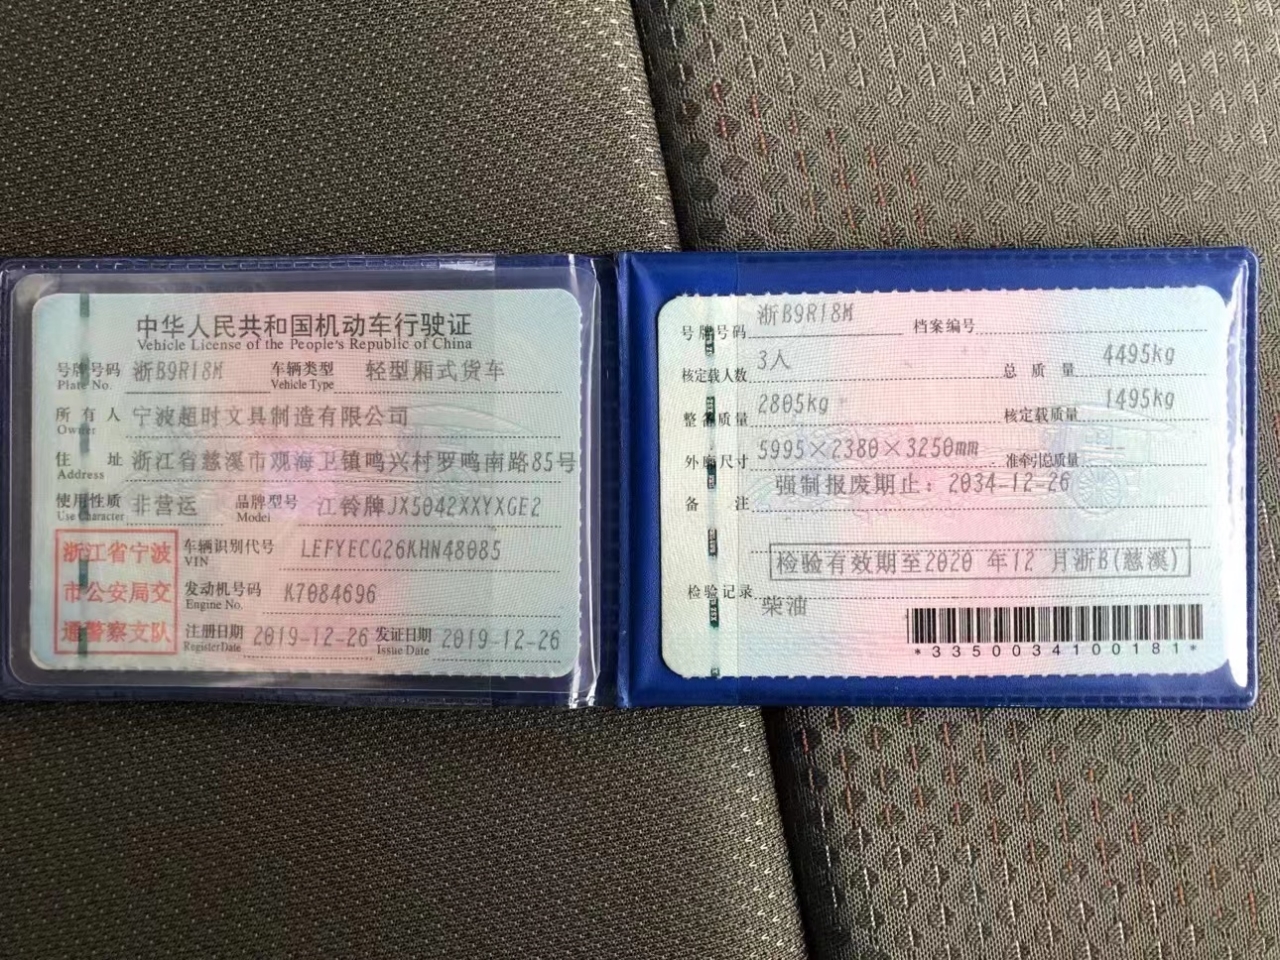 中华人民共和国机动车行驶证
Vehicle License of the People's Republic of China
号牌号码 浙B9R18M 车辆类型 轻型厢式货车
Plate No. Vehicle Type
所有人 宁波超时文具制造有限公司
Owner
住址 浙江省慈溪市观海卫镇鸣兴村罗鸣南路85号
Address
使用性质 非营运 品牌型号 江铃牌JX5042XXYXGE2
Use Character Model
浙江省宁波
市公安局交
通警察支队
车辆识别代号 LEFYECG26KHN48085
VIN
发动机号码 K7084696
Engine No.
注册日期 2019-12-26 发证日期 2019-12-26
Register Date Issue Date
号牌号码 浙B9R18M 档案编号
核定载人数 3人 总质量 4495kg
整备质量 2805kg 核定载质量 1495kg
外廓尺寸 5995×2380×3250mm 准牵引总质量 --
备注 强制报废期止：2034-12-26
检验有效期至2020 年12 月浙B(慈溪)
检验记录
柴油
*3350034100181*